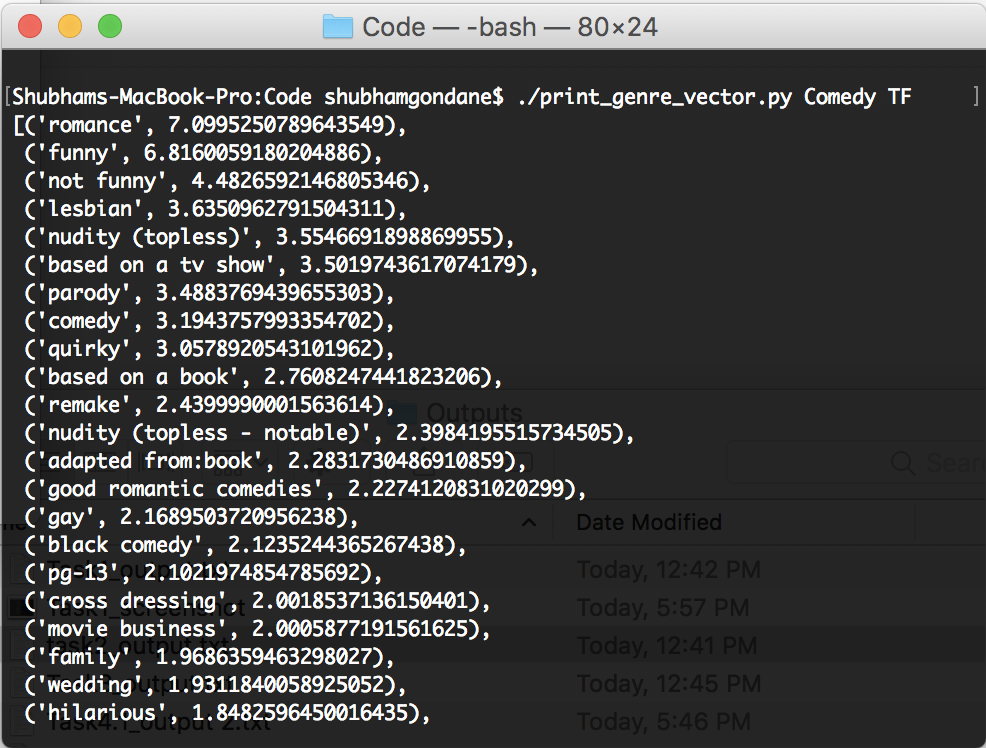 Code — -bash — 80×24
[Shubhams-MacBook-Pro:Code shubhamgondane$ ./print_genre_vector.py Comedy TF ]
[('romance', 7.0995250789643549),
('funny', 6.8160059180204886),
('not funny', 4.4826592146805346),
('lesbian', 3.6350962791504311),
('nudity (topless)', 3.5546691898869955),
('based on a tv show', 3.5019743617074179),
('parody', 3.4883769439655303),
('comedy', 3.1943757993354702),
('quirky', 3.0578920543101962),
('based on a book', 2.7608247441823206),
('remake', 2.4399990001563614),
Outputs
('nudity (topless - notable)', 2.3984195515734505),
('adapted from:book', 2.2831730486910859),
Sear
('good romantic comedies', 2.2274120831020299),
('gay', 2.1689503720956238),
Date Modified
('black comedy', 2.1235244365267438),
('pg-13', 2.1021974854785692),
Today, 12:42 PM
('cross dressing', 2.0018537136150401),
Task1_screenshot
Today, 5:57 PM
('movie business', 2.0005877191561625),
task2_output.txt
Today, 12:41 PM
('family', 1.9686359463298027),
('wedding', 1.9311840058925052),
Today, 12:45 PM
('hilarious', 1.8482596450016435),
Task4.1_output 2.txt
Today, 5:46 PM